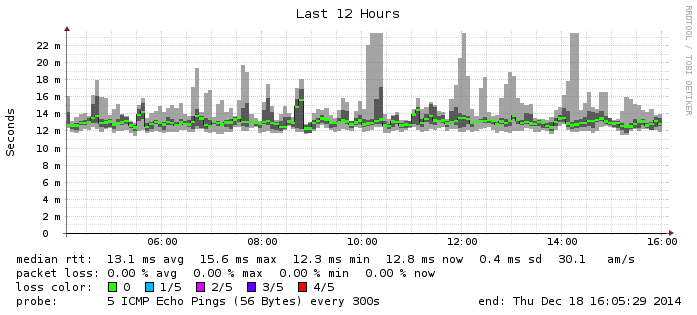 Last 12 Hours
RRDTOOL / TOBI OETIKER
Seconds
22 m
20 m
18 m
16 m
14 m
12 m
10 m
8 m
6 m
4 m
2 m
0
06:00 08:00 10:00 12:00 14:00 16:00
median rtt: 13.1 ms avg 15.6 ms max 12.3 ms min 12.8 ms now 0.4 ms sd 30.1 am/s
packet loss: 0.00 % avg 0.00 % max 0.00 % min 0.00 % now
loss color: 0 1/5 2/5 3/5 4/5
probe: 5 ICMP Echo Pings (56 Bytes) every 300s end: Thu Dec 18 16:05:29 2014